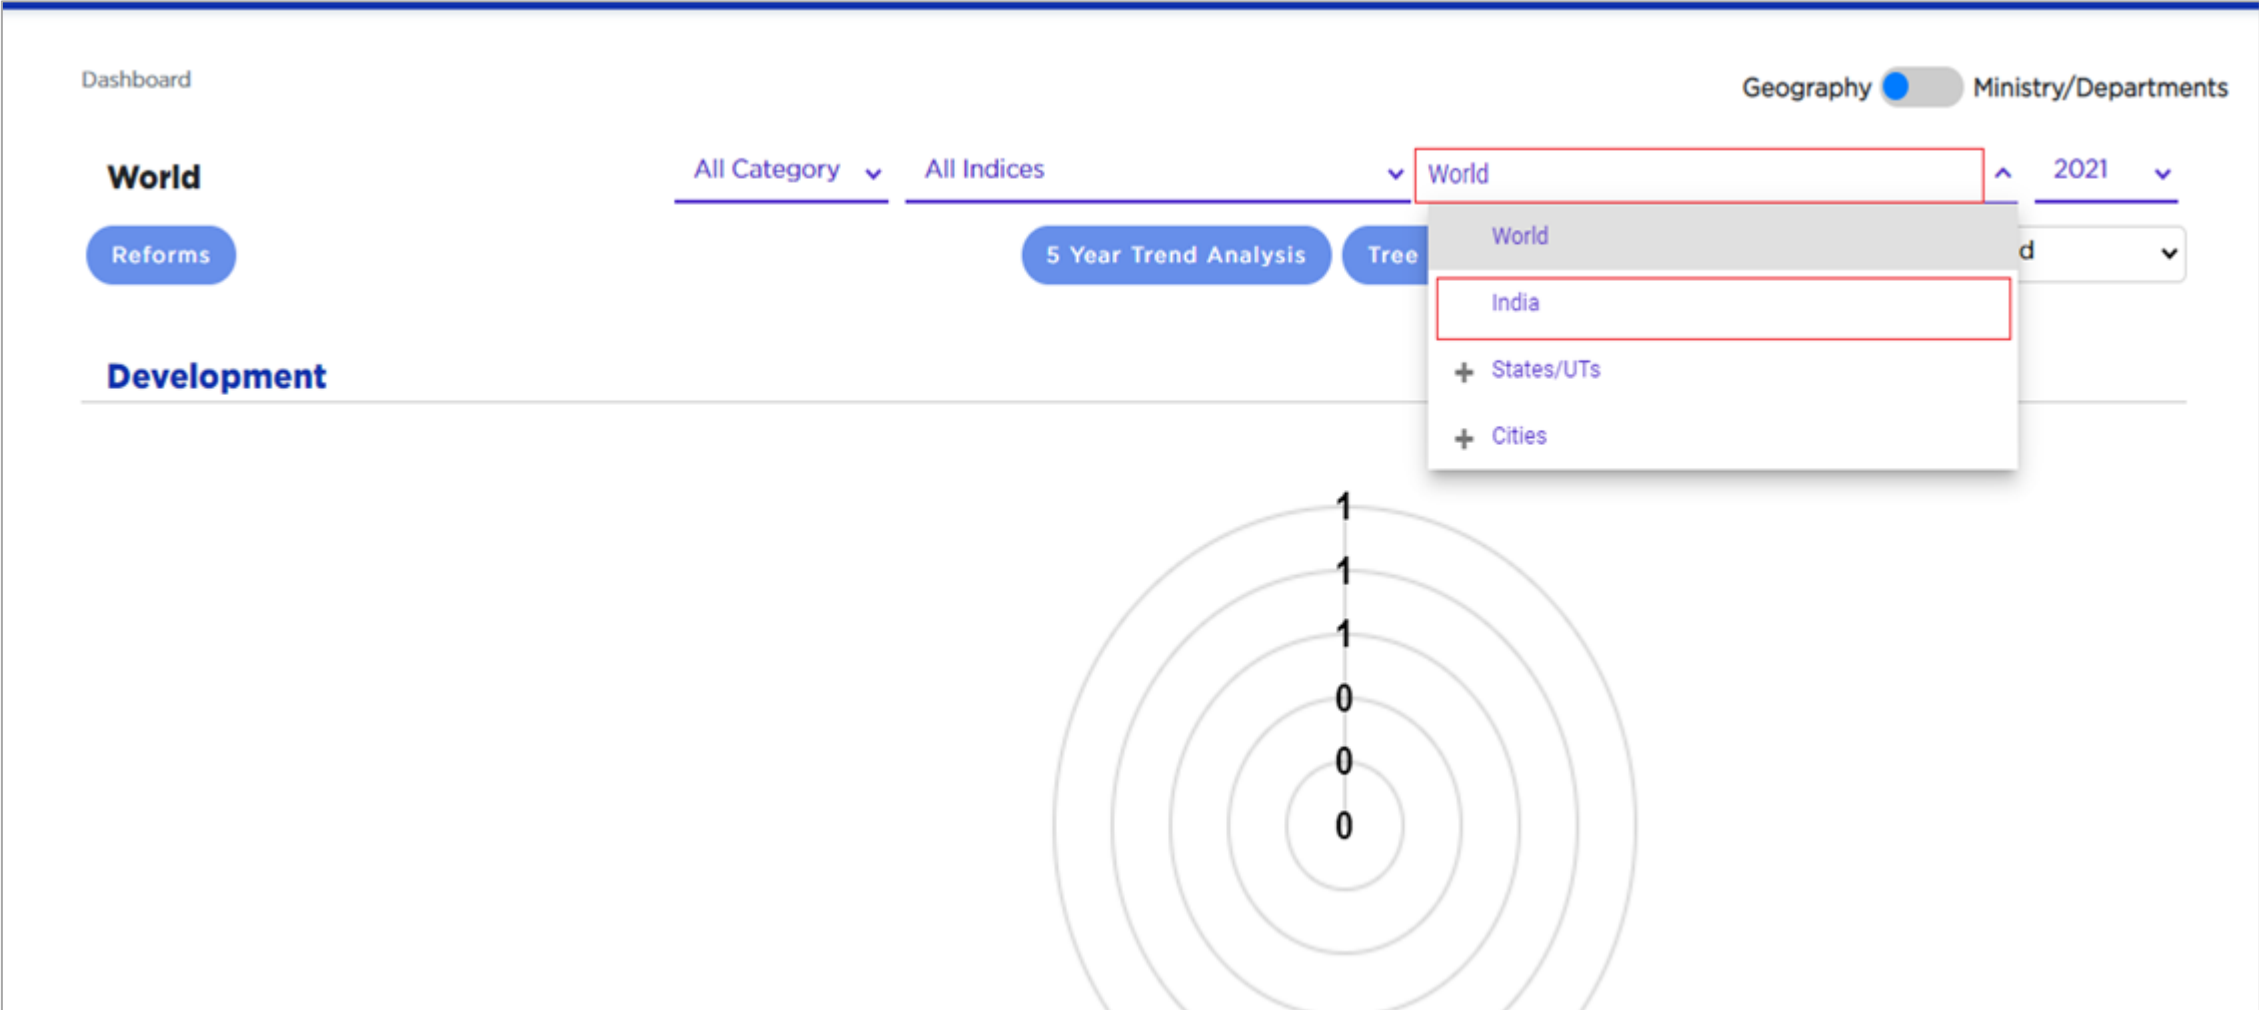 Dashboard
Geography Ministry/Departments
World All Category All Indices World 2021
World
Reforms 5 Year Trend Analysis Tree
India
Development
States/UTs
Cities
1
1
1
0
0
0